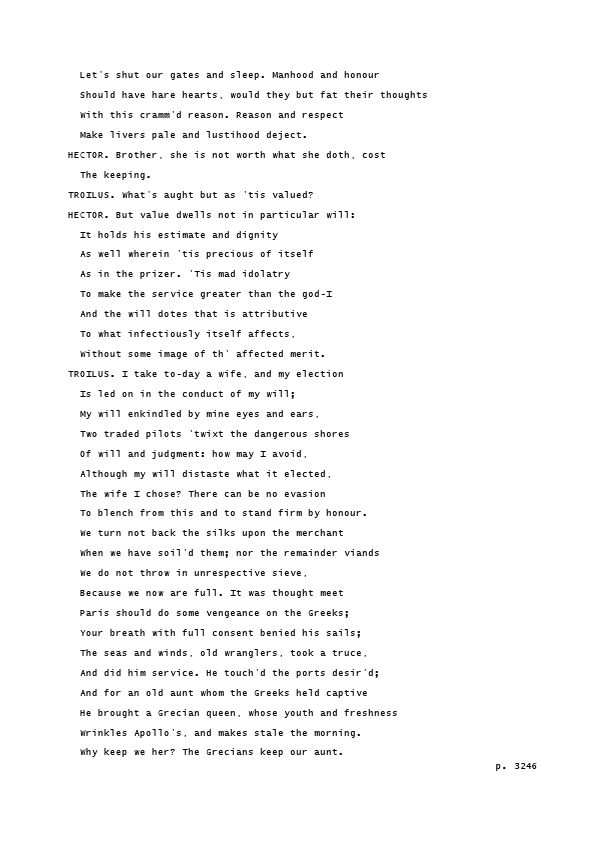 Let's shut our gates and sleep. Manhood and honour
Should have hare hearts, would they but fat their thoughts
With this cramm'd reason. Reason and respect
Make livers pale and lustihood deject.
HECTOR. Brother, she is not worth what she doth, cost
The keeping.
TROILUS. What's aught but as 'tis valued?
HECTOR. But value dwells not in particular will:
It holds his estimate and dignity
As well wherein 'tis precious of itself
As in the prizer. 'Tis mad idolatry
To make the service greater than the god-I
And the will dotes that is attributive
To what infectiously itself affects,
Without some image of th' affected merit.
TROILUS. I take to-day a wife, and my election
Is led on in the conduct of my will;
My will enkindled by mine eyes and ears,
Two traded pilots 'twixt the dangerous shores
Of will and judgment: how may I avoid,
Although my will distaste what it elected,
The wife I chose? There can be no evasion
To blench from this and to stand firm by honour.
We turn not back the silks upon the merchant
When we have soil'd them; nor the remainder viands
We do not throw in unrespective sieve,
Because we now are full. It was thought meet
Paris should do some vengeance on the Greeks;
Your breath with full consent benied his sails;
The seas and winds, old wranglers, took a truce,
And did him service. He touch'd the ports desir'd;
And for an old aunt whom the Greeks held captive
He brought a Grecian queen, whose youth and freshness
Wrinkles Apollo's, and makes stale the morning.
Why keep we her? The Grecians keep our aunt.
p. 3246